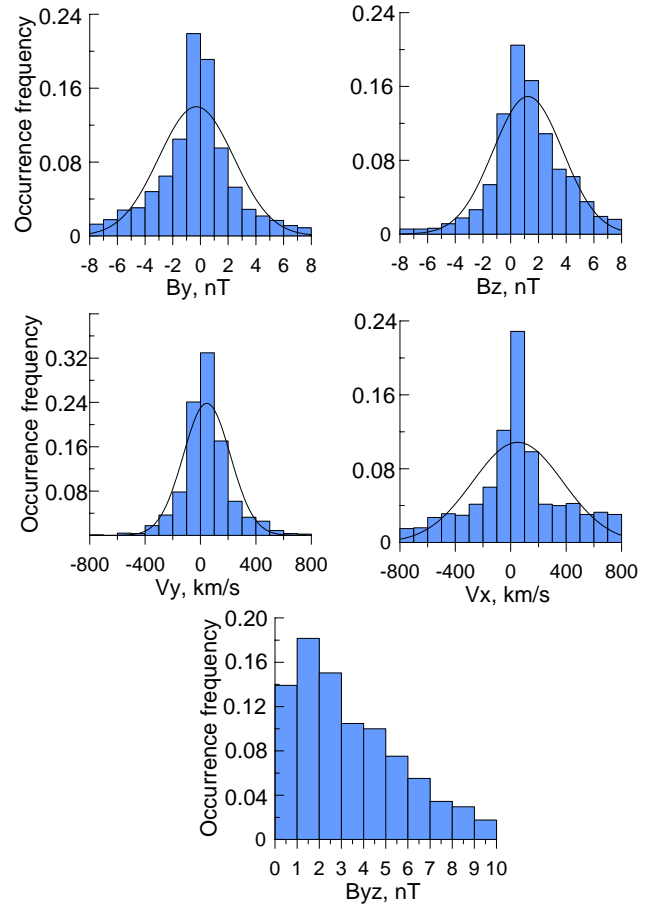 0.24
0.16
0.08
0
Occurrence frequency
-8 -6 -4 -2 0 2 4 6 8
By, nT
0.24
0.16
0.08
0
-8 -6 -4 -2 0 2 4 6 8
Bz, nT
0.32
0.24
0.16
0.08
Occurrence frequency
-800 -400 0 400 800
Vy, km/s
0.24
0.16
0.08
0
-800 -400 0 400 800
Vx, km/s
0.20
0.16
0.12
0.08
0.04
0
Occurrence frequency
0 1 2 3 4 5 6 7 8 9 10
Byz, nT